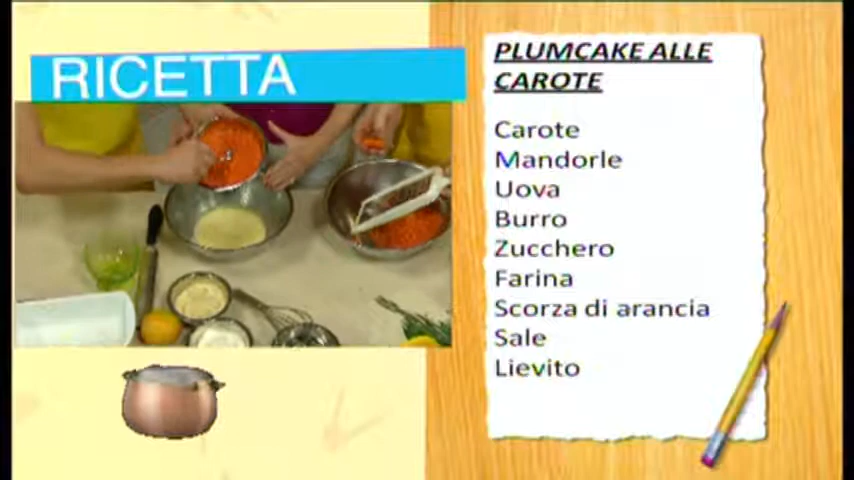 RICETTA
PLUMCAKE ALLE
CAROTE
Carote
Mandorle
Uova
Burro
Zucchero
Farina
Scorza di arancia
Sale
Lievito